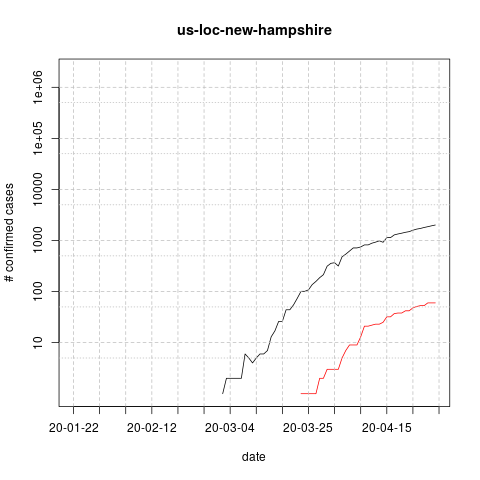 us-loc-new-hampshire
# confirmed cases
1e+06
1e+05
10000
1000
100
10
20-01-22 20-02-12 20-03-04 20-03-25 20-04-15
date